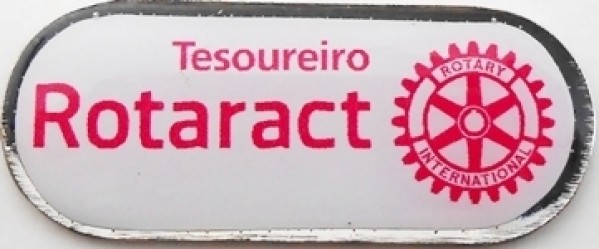 Tesoureiro
Rotaract
ROTARY
INTERNATIONAL